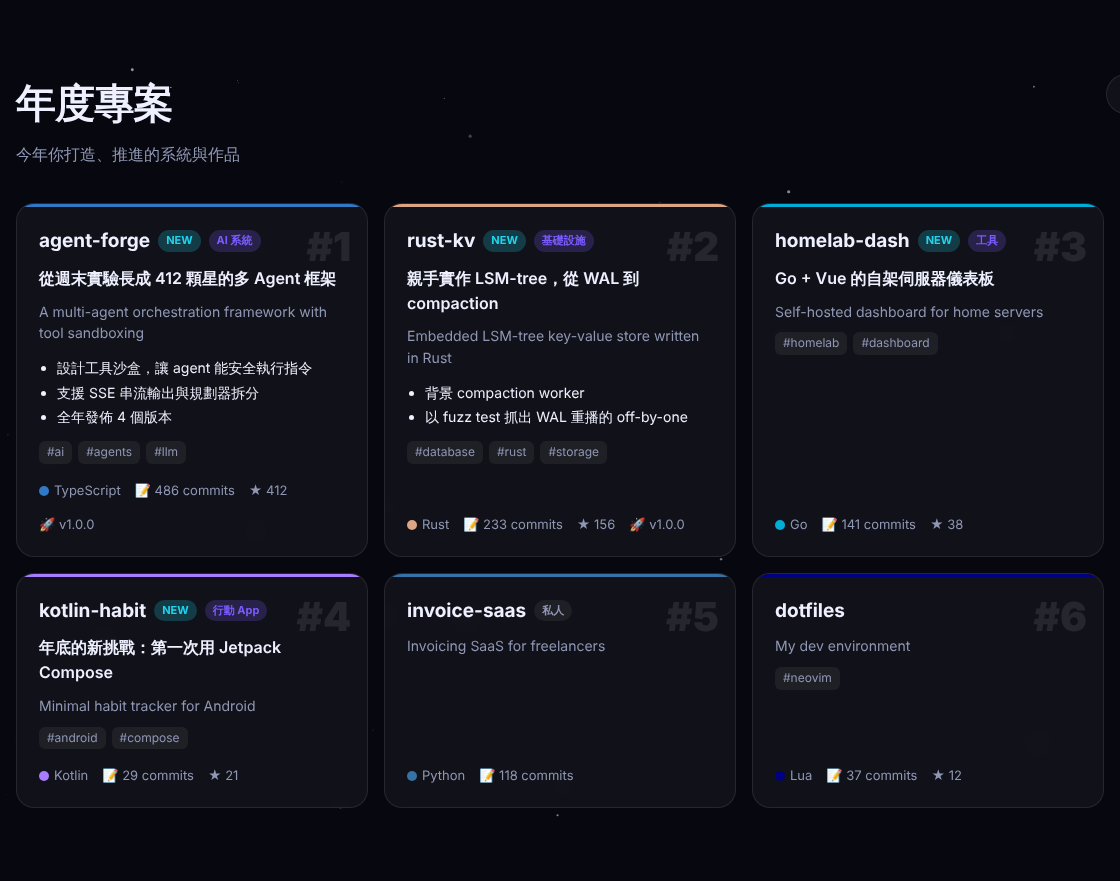 年度專案
今年你打造、推進的系統與作品
agent-forge NEW AI 系統 #1
從週末實驗長成 412 顆星的多 Agent 框架
A multi-agent orchestration framework with
tool sandboxing
• 設計工具沙盒，讓 agent 能安全執行指令
• 支援 SSE 串流輸出與規劃器拆分
• 全年發佈 4 個版本
#ai #agents #llm
TypeScript 📝 486 commits ★ 412
🚀 v1.0.0
rust-kv NEW 基礎設施 #2
親手實作 LSM-tree，從 WAL 到
compaction
Embedded LSM-tree key-value store written
in Rust
• 背景 compaction worker
• 以 fuzz test 抓出 WAL 重播的 off-by-one
#database #rust #storage
Rust 📝 233 commits ★ 156 🚀 v1.0.0
homelab-dash NEW 工具 #3
Go + Vue 的自架伺服器儀表板
Self-hosted dashboard for home servers
#homelab #dashboard
Go 📝 141 commits ★ 38
kotlin-habit NEW 行動 App #4
年底的新挑戰：第一次用 Jetpack
Compose
Minimal habit tracker for Android
#android #compose
Kotlin 📝 29 commits ★ 21
invoice-saas 私人 #5
Invoicing SaaS for freelancers
Python 📝 118 commits
dotfiles #6
My dev environment
#neovim
Lua 📝 37 commits ★ 12